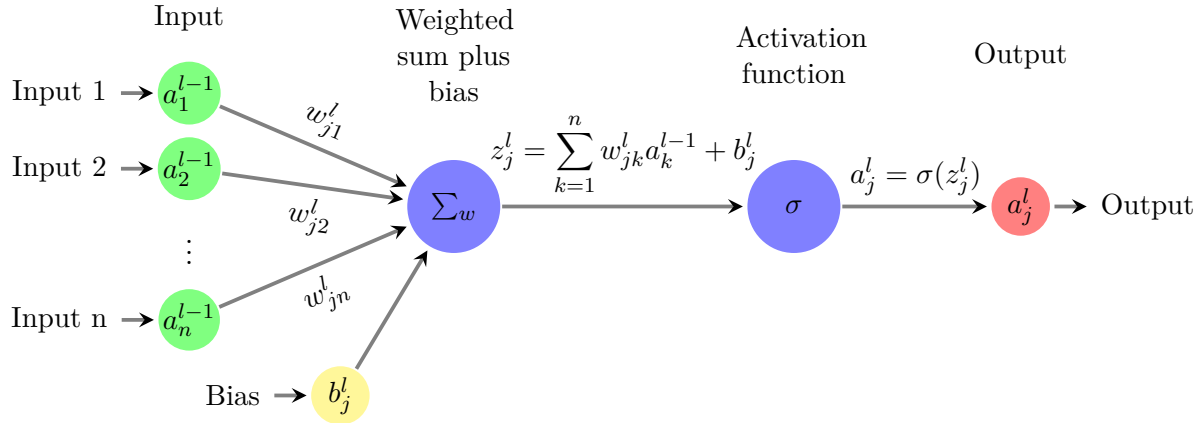 Input
Weighted
sum plus
bias
Activation
function
Output
Input 1
a_1^{l-1}
w_{j1}^l
Input 2
a_2^{l-1}
w_{j2}^l
⋮
Input n
a_n^{l-1}
w_{jn}^l
Bias
b_j^l
∑_w
z_j^l = \sum_{k=1}^{n} w_{jk}^l a_k^{l-1} + b_j^l
σ
a_j^l = σ(z_j^l)
a_j^l
Output